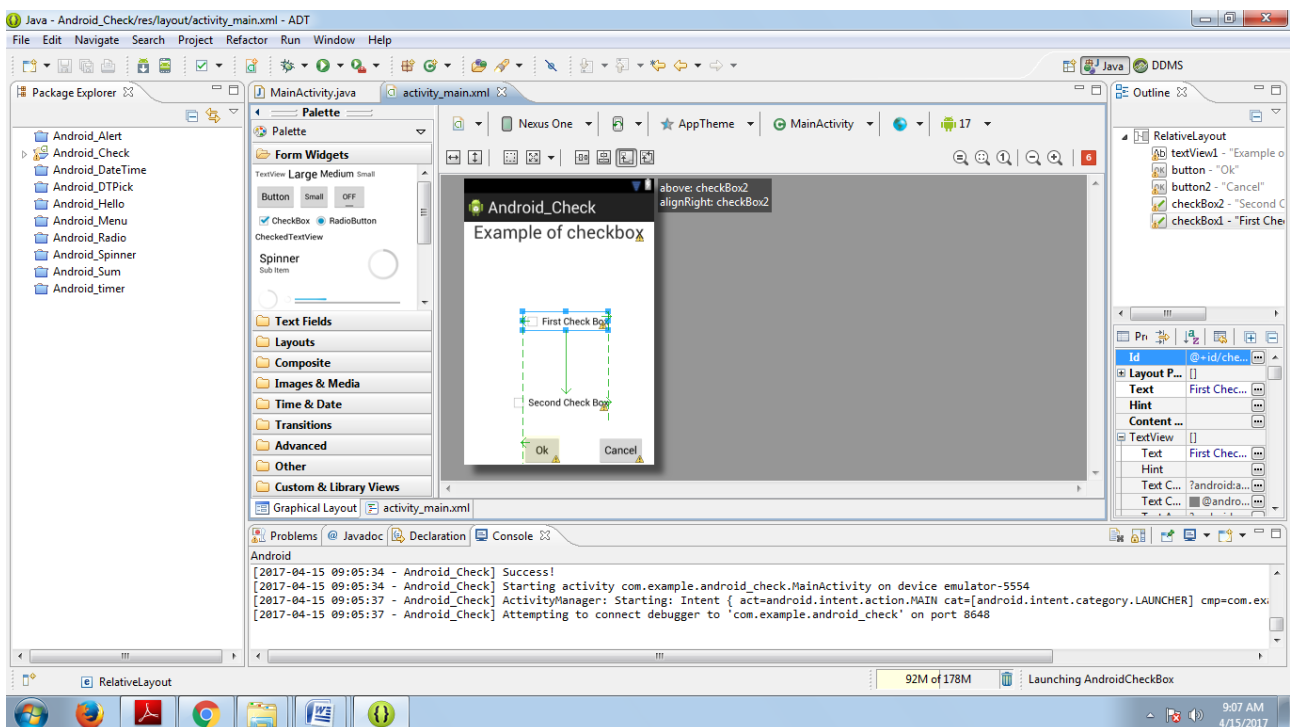 Java - Android_Check/res/layout/activity_main.xml - ADT
File Edit Navigate Search Project Refactor Run Window Help
Java DDMS
Package Explorer
Android_Alert
Android_Check
Android_DateTime
Android_DTPick
Android_Hello
Android_Menu
Android_Radio
Android_Spinner
Android_Sum
Android_timer
MainActivity.java activity_main.xml
Palette
Palette
Form Widgets
TextView Large Medium Small
Button Small OFF
CheckBox RadioButton
CheckedTextView
Spinner
Sub Item
Text Fields
Layouts
Composite
Images & Media
Time & Date
Transitions
Advanced
Other
Custom & Library Views
Nexus One AppTheme MainActivity 17
6
above: checkBox2
alignRight: checkBox2
Android_Check
Example of checkbox
First Check Box
Second Check Box
Ok Cancel
Graphical Layout activity_main.xml
Outline
RelativeLayout
Ab textView1 - "Example o
OK button - "Ok"
OK button2 - "Cancel"
checkBox2 - "Second C
checkBox1 - "First Che
Pr
Id @+id/che...
Layout P... []
Text First Chec...
Hint
Content ...
TextView []
Text First Chec...
Hint
Text C... ?android:a...
Text C... @andro...
Problems @ Javadoc Declaration Console
Android
[2017-04-15 09:05:34 - Android_Check] Success!
[2017-04-15 09:05:34 - Android_Check] Starting activity com.example.android_check.MainActivity on device emulator-5554
[2017-04-15 09:05:37 - Android_Check] ActivityManager: Starting: Intent { act=android.intent.action.MAIN cat=[android.intent.category.LAUNCHER] cmp=com.exa
[2017-04-15 09:05:37 - Android_Check] Attempting to connect debugger to 'com.example.android_check' on port 8648
RelativeLayout
92M of 178M
Launching AndroidCheckBox
9:07 AM
4/15/2017